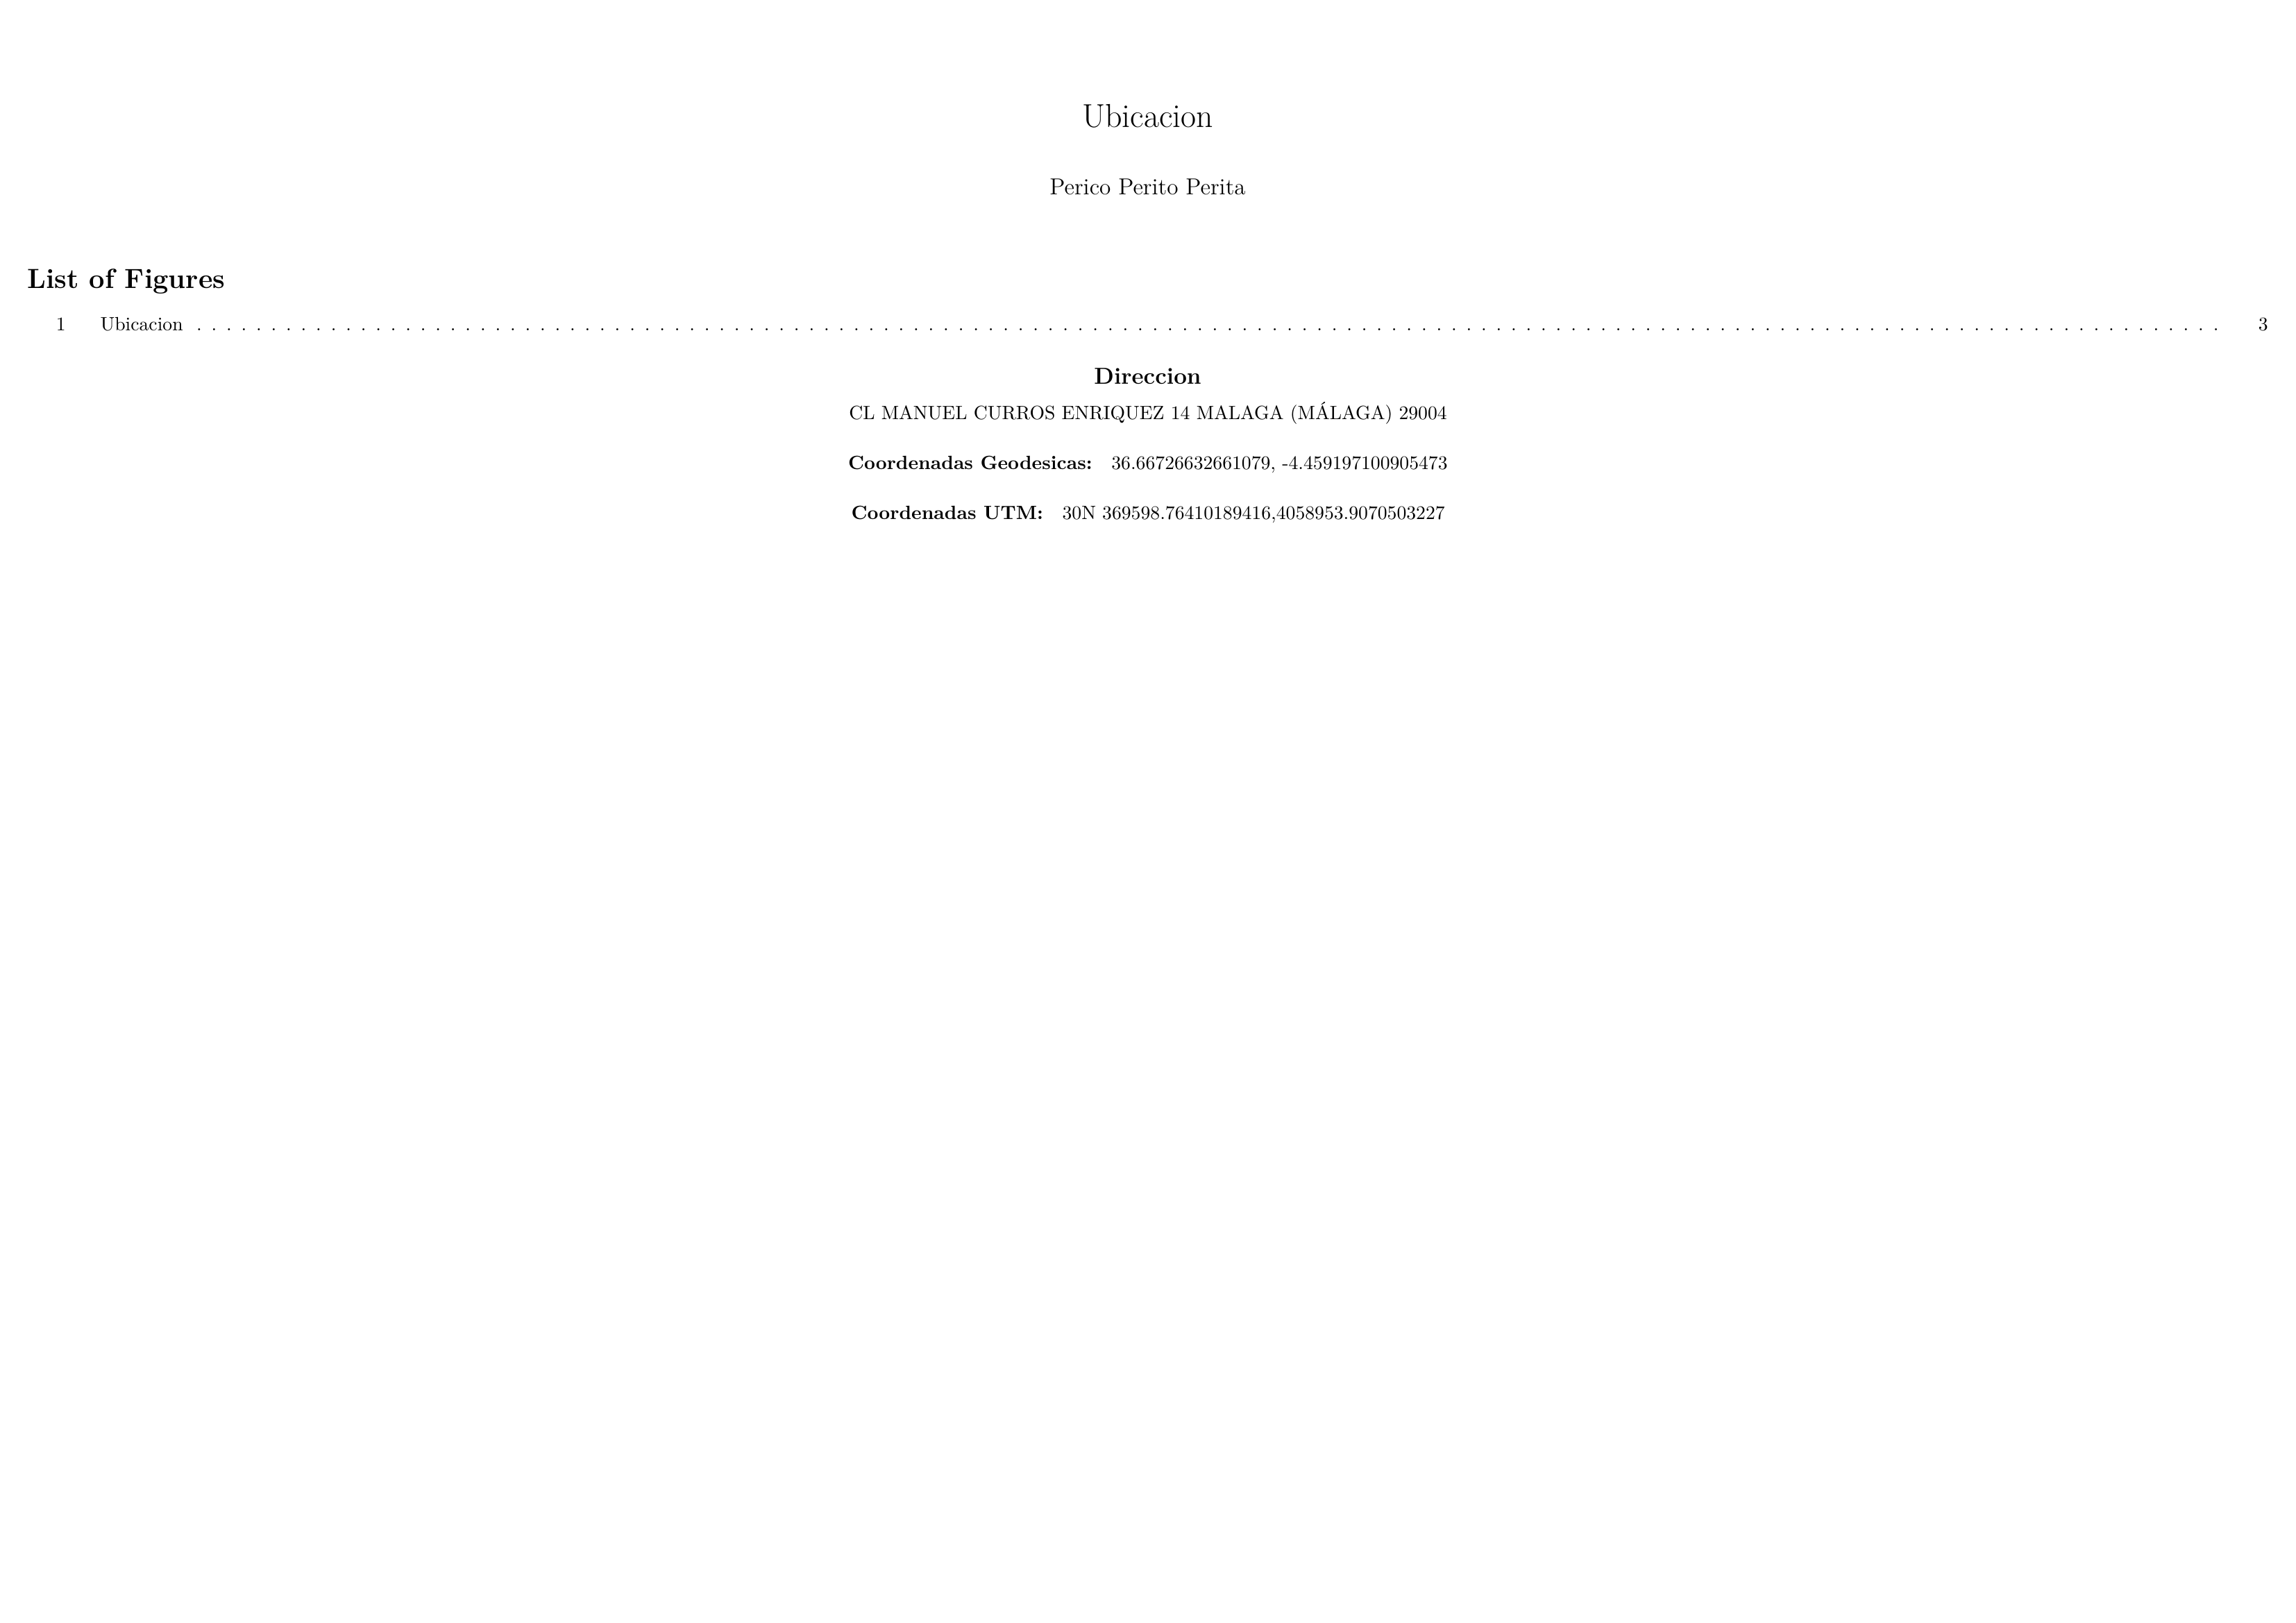 Ubicacion
Perico Perito Perita
List of Figures
1 Ubicacion . . . . . . . . . . . . . . . . . . . . . . . . . . . . . . . . . . . . . . . . 3
Direccion
CL MANUEL CURROS ENRIQUEZ 14 MALAGA (MÁLAGA) 29004
Coordenadas Geodesicas: 36.66726632661079, -4.459197100905473
Coordenadas UTM: 30N 369598.76410189416,4058953.9070503227